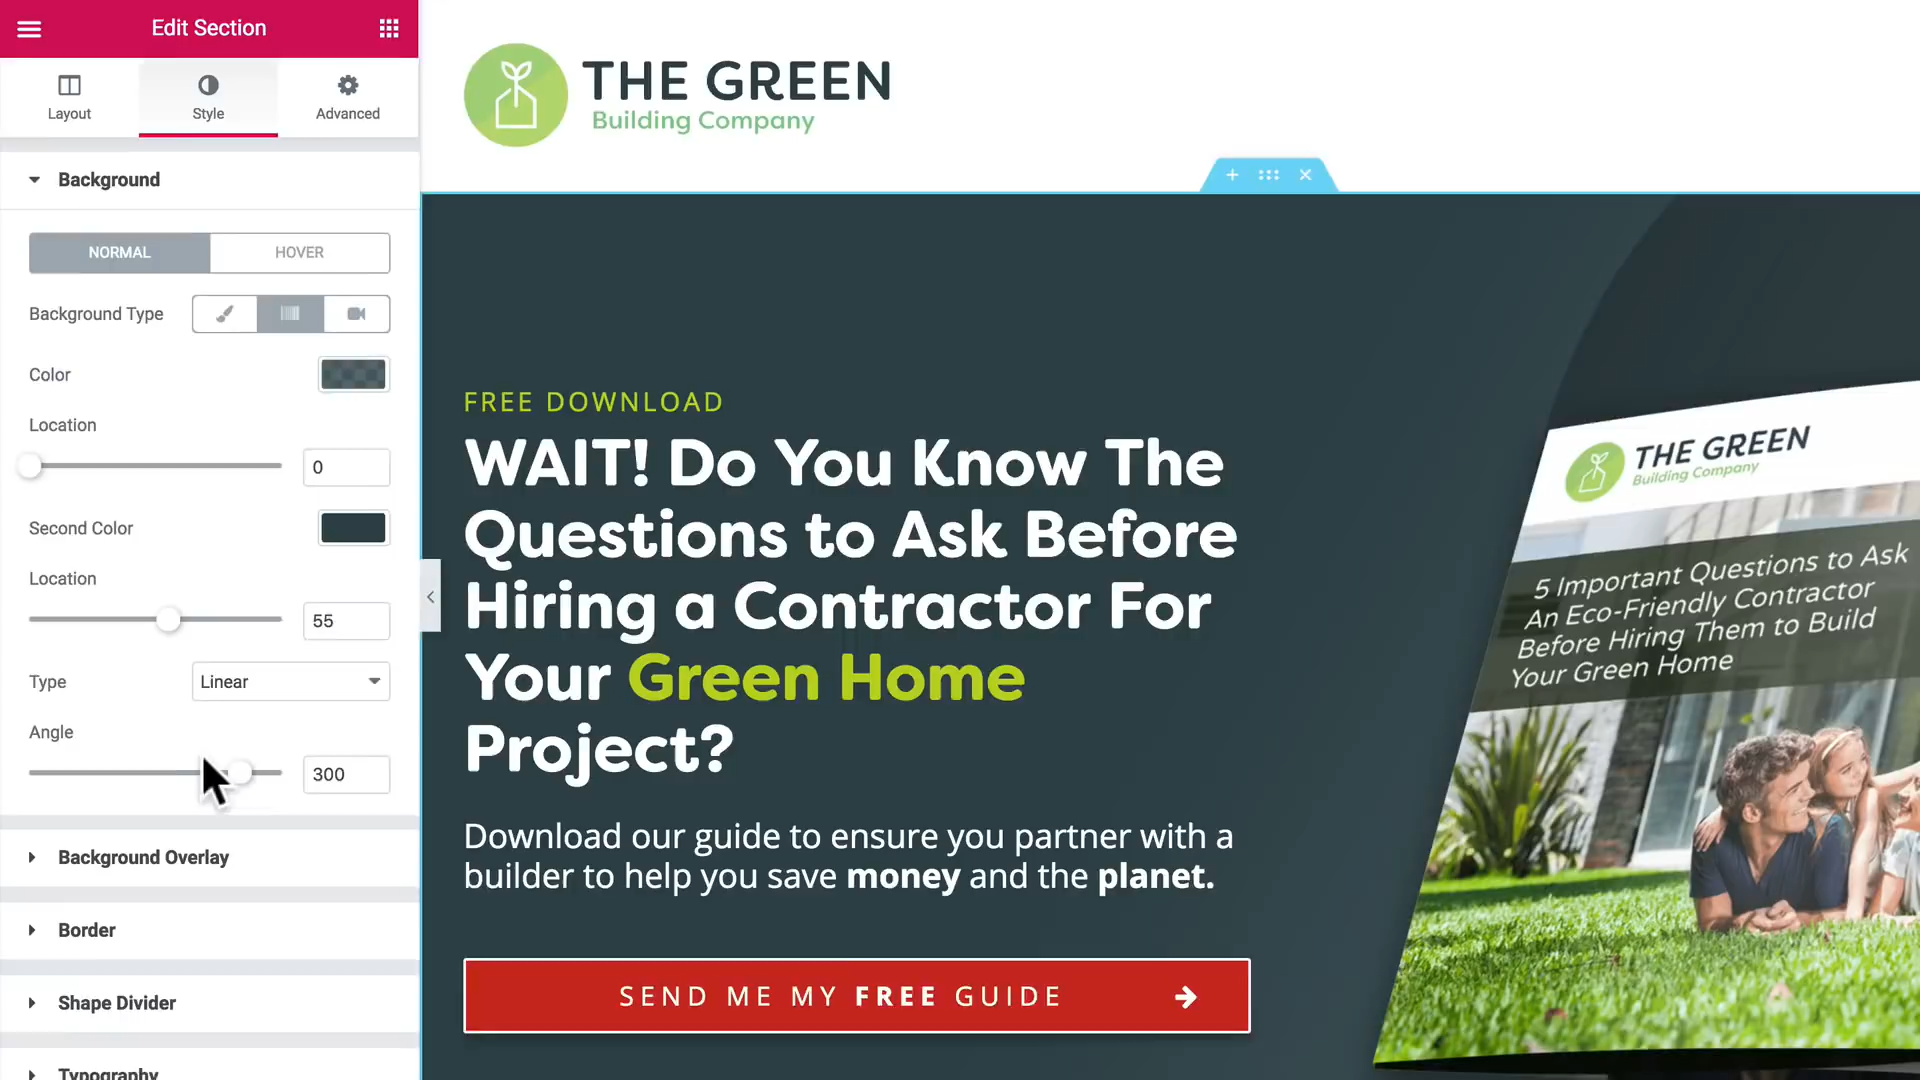 Edit Section
Layout
Style
Advanced
Background
NORMAL
HOVER
Background Type
Color
Location
0
Second Color
Location
55
Type
Linear
Angle
300
Background Overlay
Border
Shape Divider
Typography
THE GREEN
Building Company
FREE DOWNLOAD
WAIT! Do You Know The
Questions to Ask Before
Hiring a Contractor For
Your Green Home
Project?
Download our guide to ensure you partner with a
builder to help you save money and the planet.
SEND ME MY FREE GUIDE
THE GREEN
Building Company
5 Important Questions to Ask
An Eco-Friendly Contractor
Before Hiring Them to Build
Your Green Home